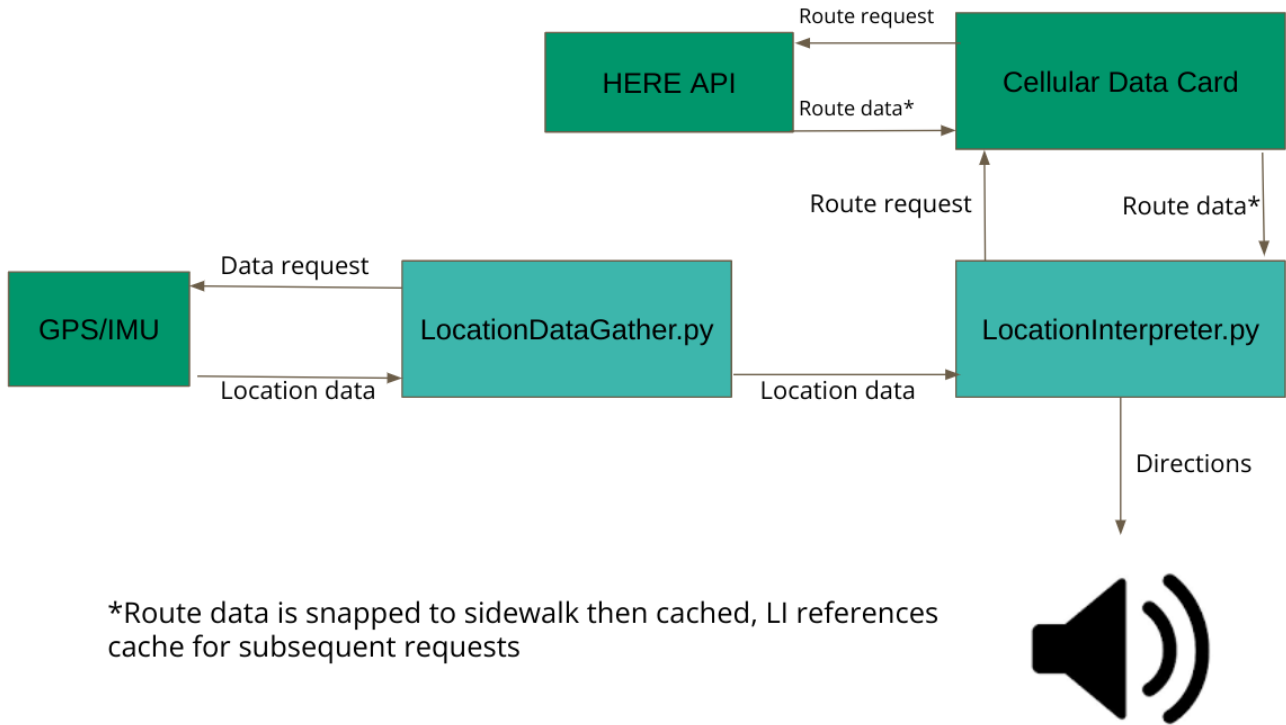 Route request
HERE API
Cellular Data Card
Route data*
Route request
Route data*
Data request
GPS/IMU
LocationDataGather.py
LocationInterpreter.py
Location data
Location data
Directions
*Route data is snapped to sidewalk then cached, LI references
cache for subsequent requests